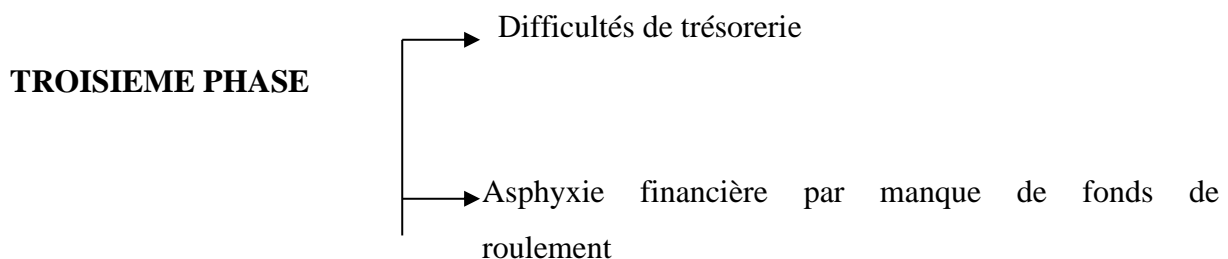 Difficultés de trésorerie
TROISIEME PHASE
Asphyxie financière par manque de fonds de
roulement